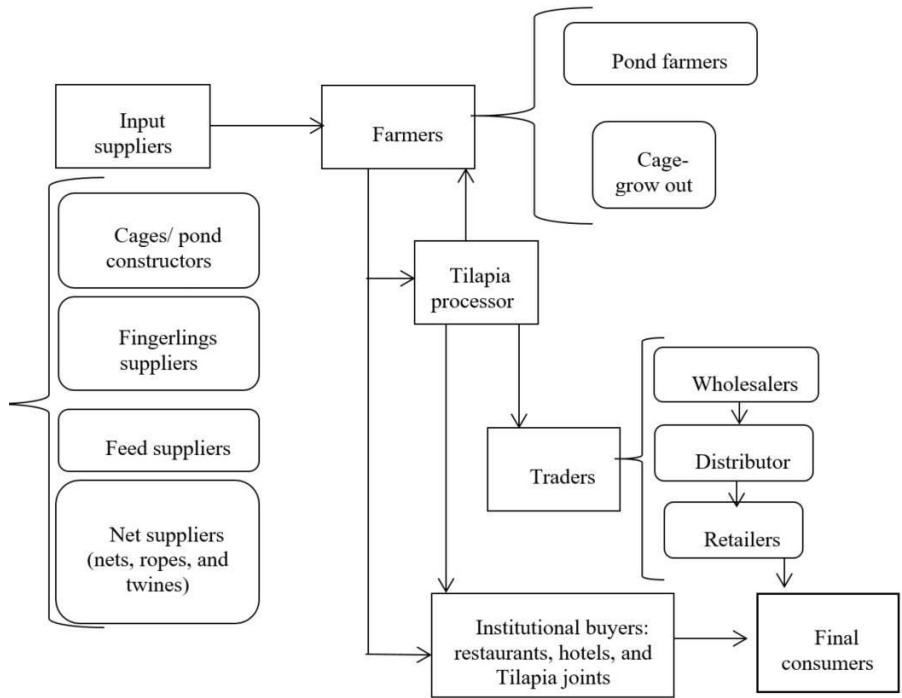 Input
suppliers
Farmers
Pond farmers
Cage-
grow out
Cages/ pond
constructors
Fingerlings
suppliers
Feed suppliers
Net suppliers
(nets, ropes, and
twines)
Tilapia
processor
Traders
Wholesalers
Distributor
Retailers
Institutional buyers:
restaurants, hotels, and
Tilapia joints
Final
consumers